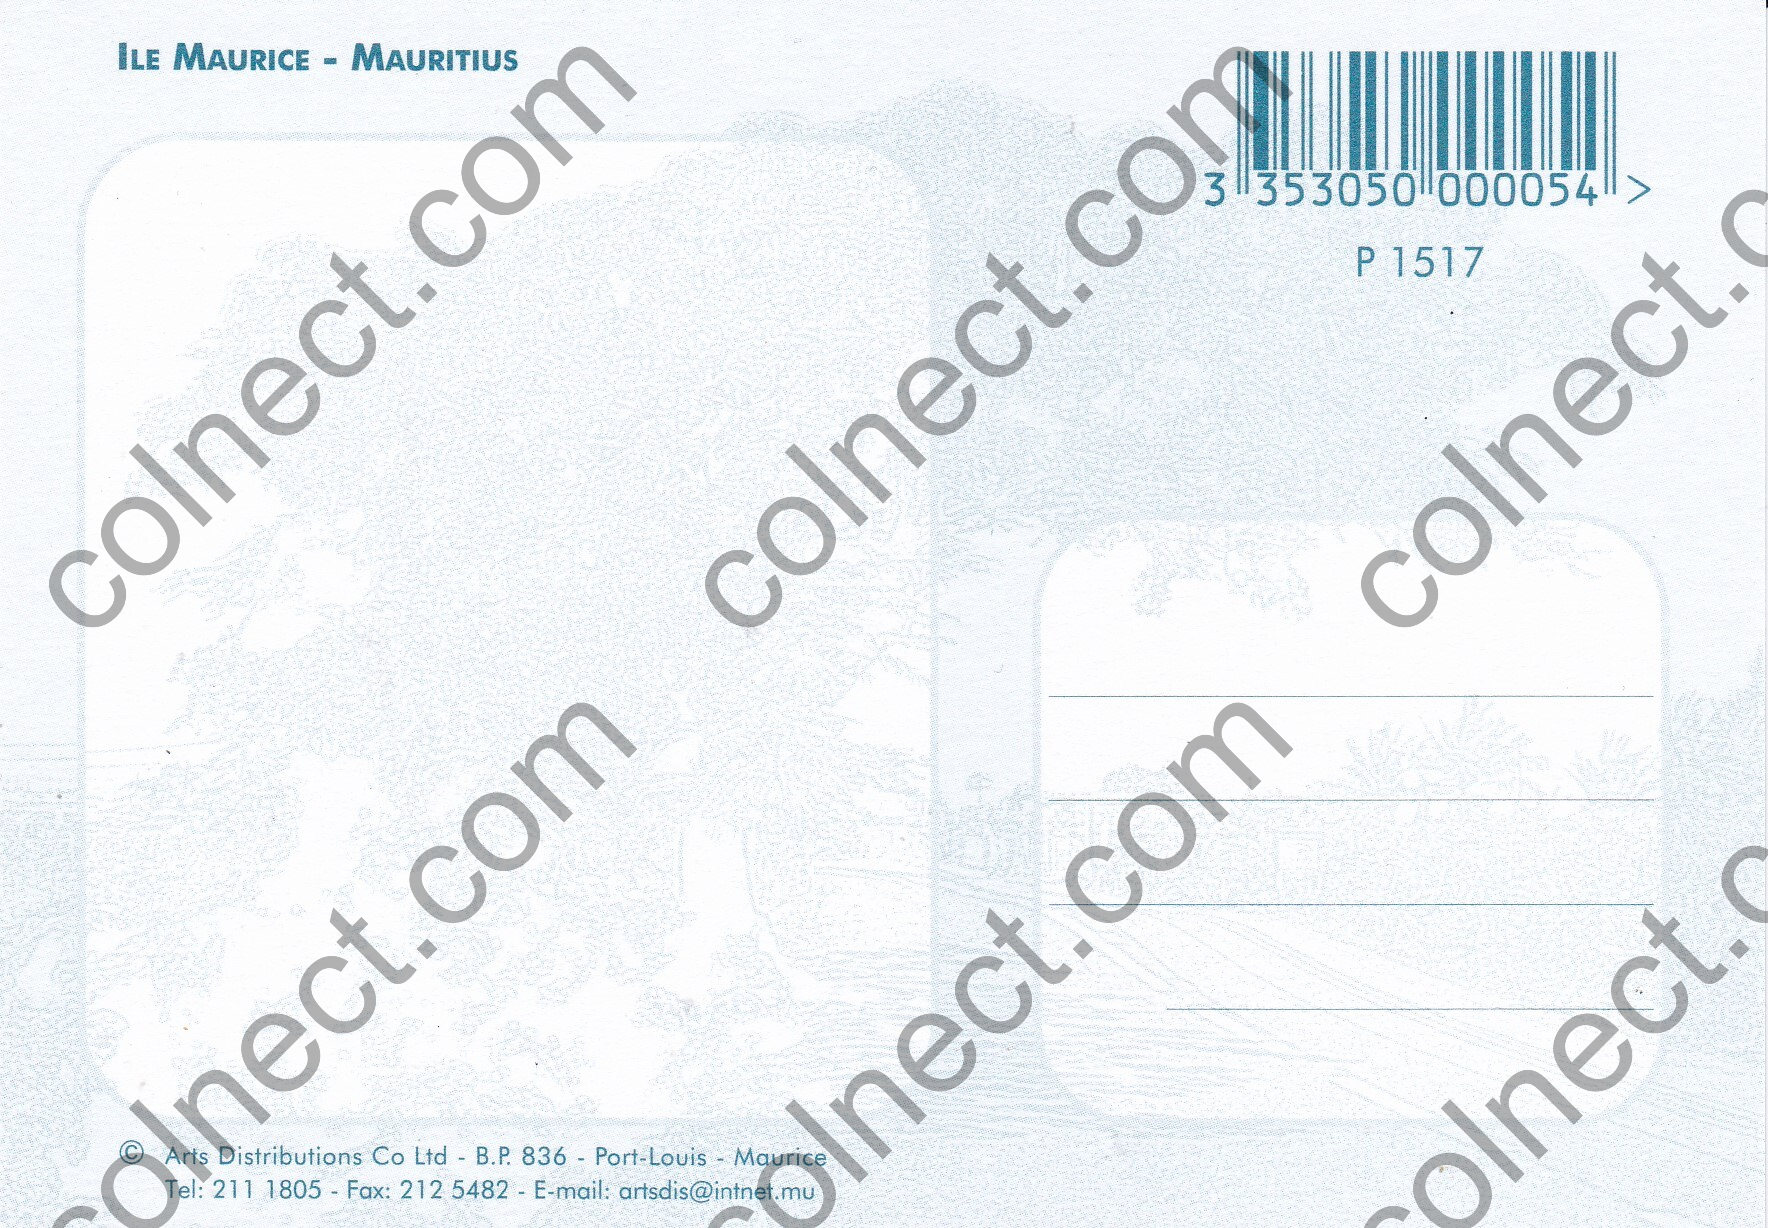 ILE MAURICE - MAURITIUS
3 353050 000054 >
P 1517
© Arts Distributions Co Ltd - B.P. 836 - Port-Louis - Maurice
Tel: 211 1805 - Fax: 212 5482 - E-mail: artsdis@intnet.mu
colnect.com
colnect.com
colnect.com
colnect.com
colnect.com
colnect.com